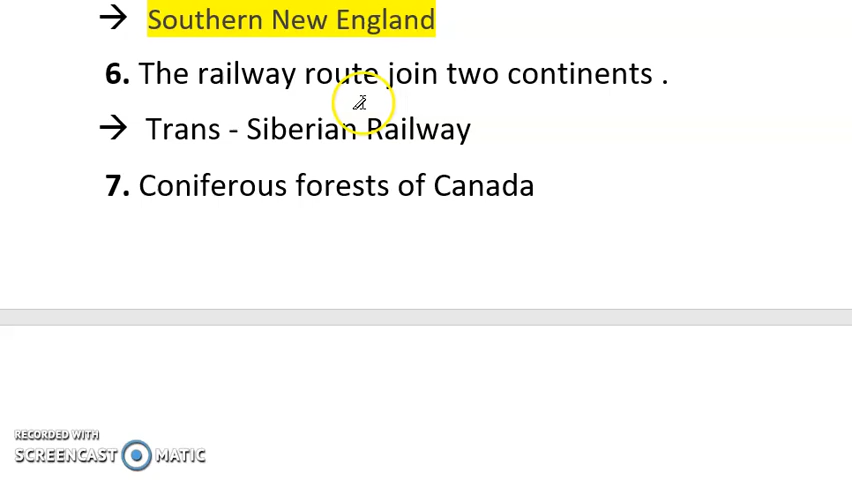 → Southern New England
6. The railway route join two continents .
→ Trans - Siberian Railway
7. Coniferous forests of Canada
RECORDED WITH
SCREENCAST MATIC